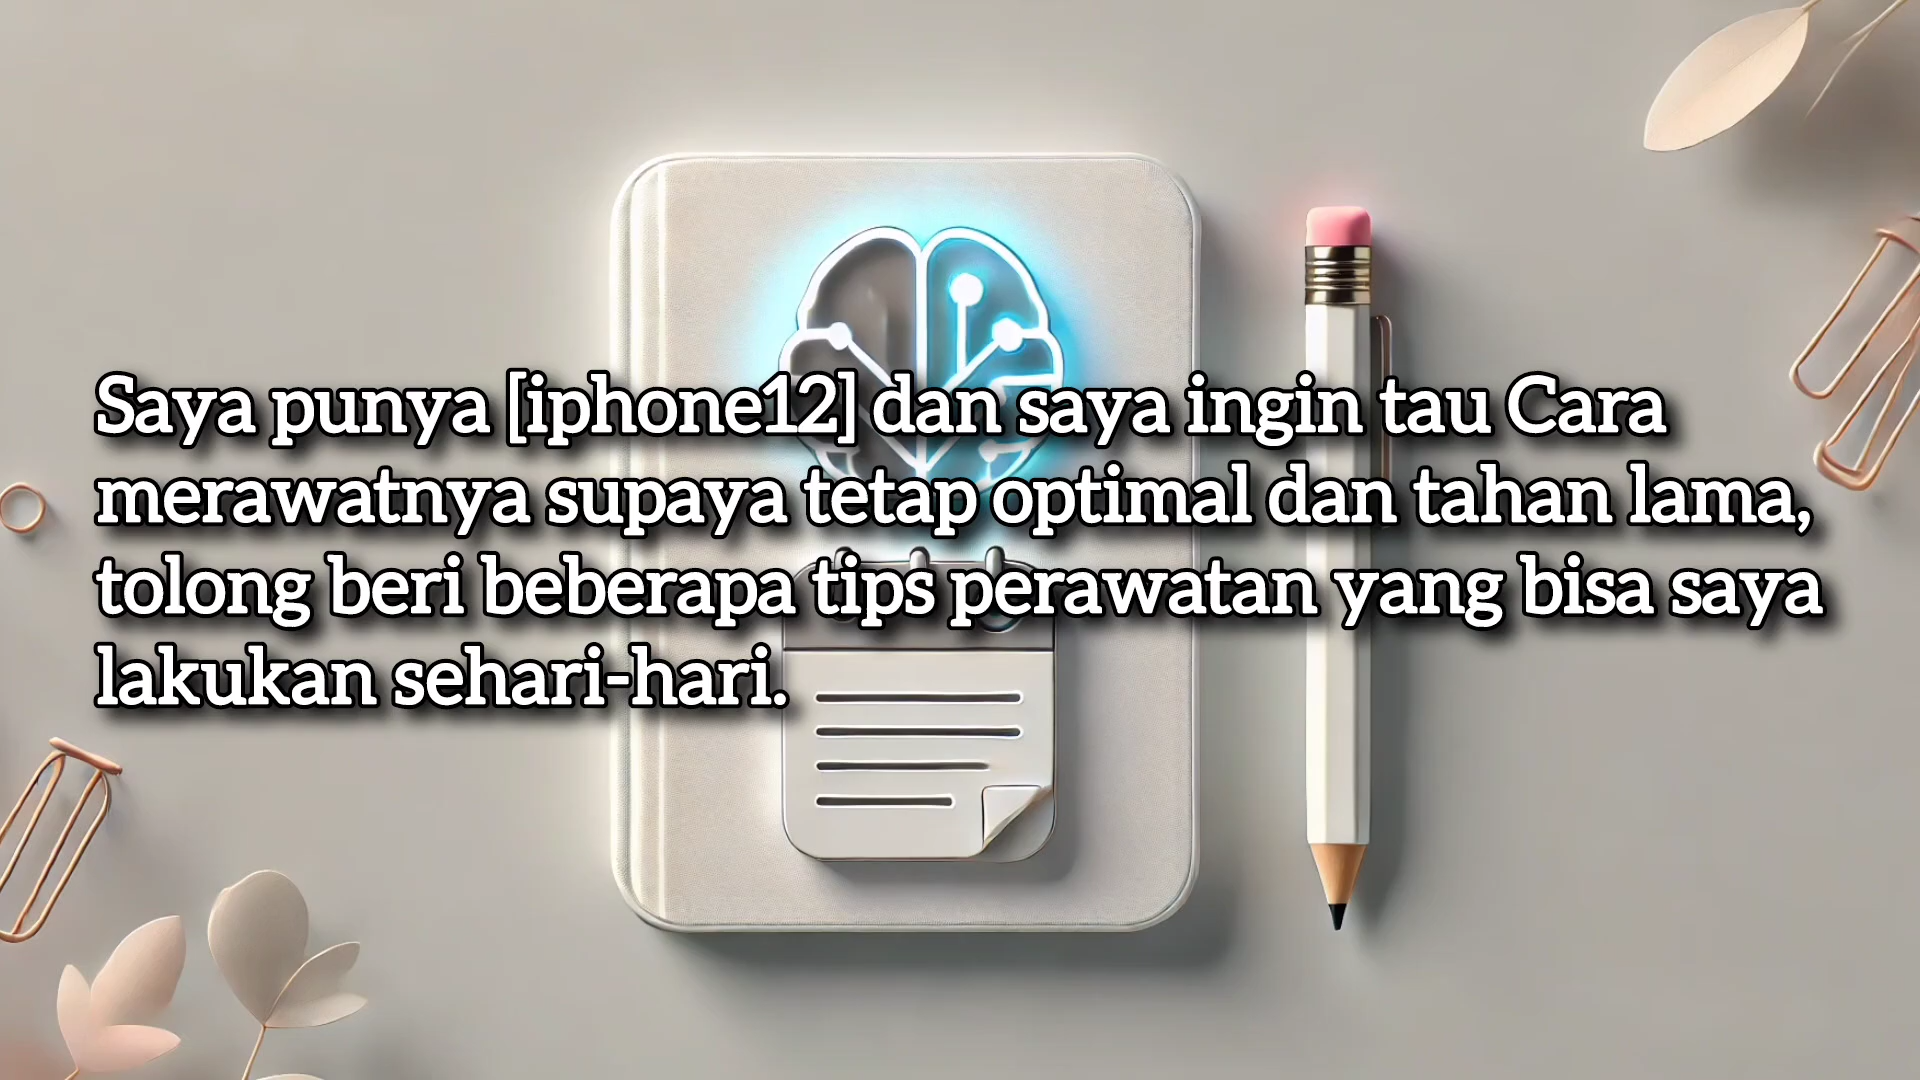 Saya punya [iphone12] dan saya ingin tau Cara
merawatnya supaya tetap optimal dan tahan lama,
tolong beri beberapa tips perawatan yang bisa saya
lakukan sehari-hari.